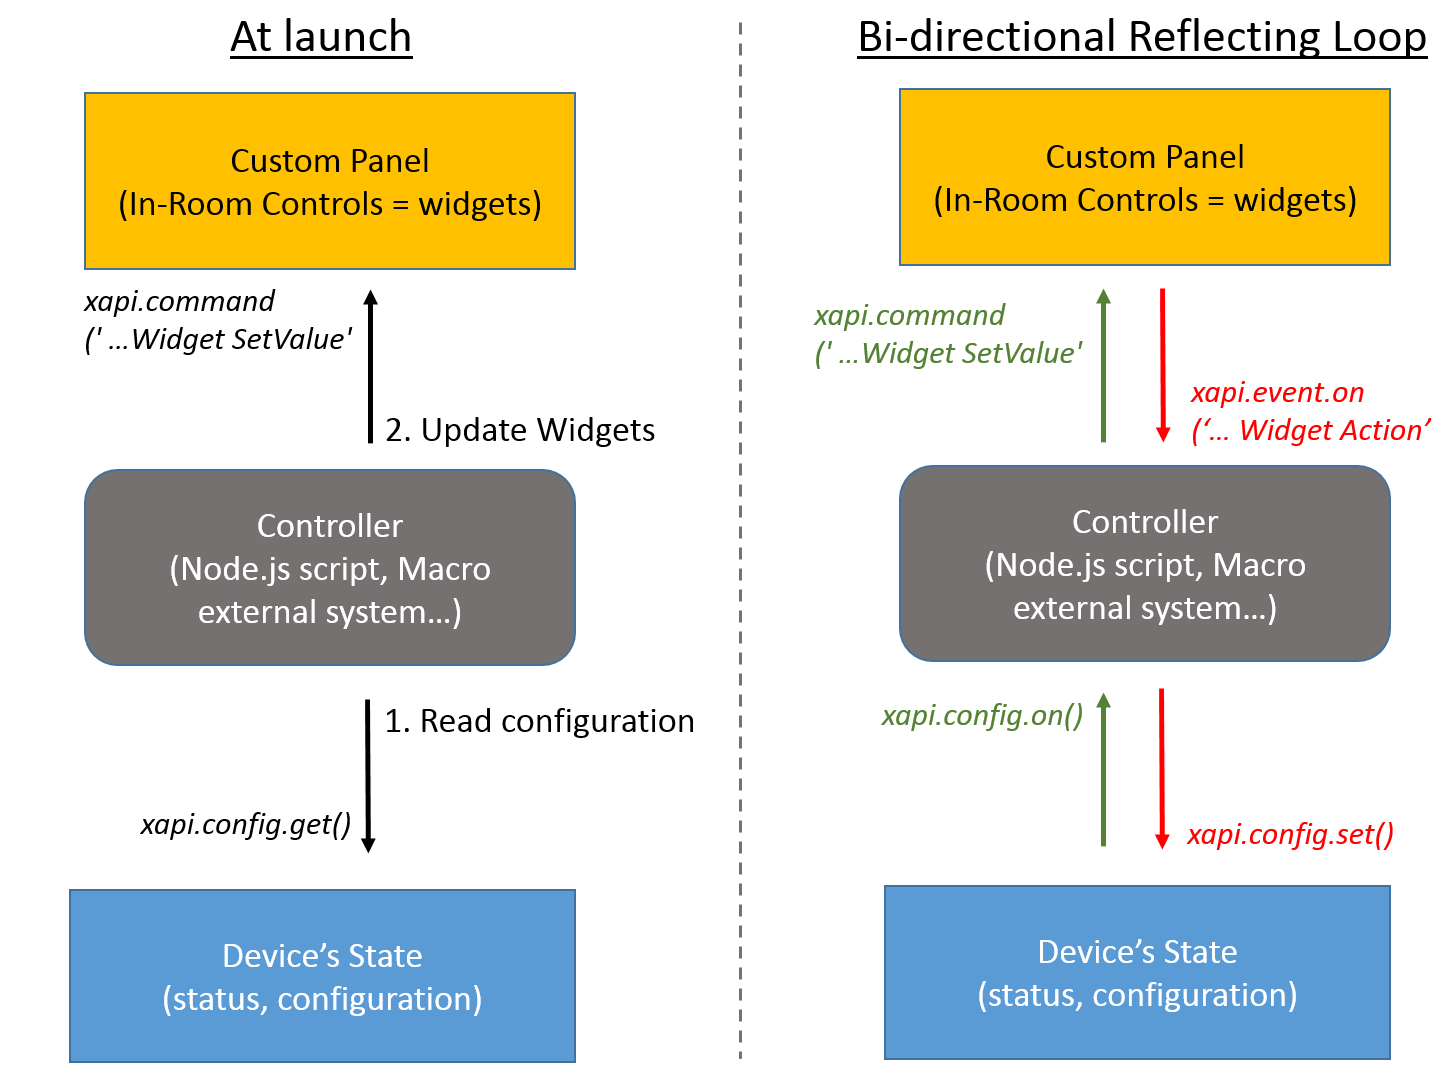 At launch
Custom Panel
(In-Room Controls = widgets)
xapi.command
(' ...Widget SetValue'
2. Update Widgets
Controller
(Node.js script, Macro
external system...)
1. Read configuration
xapi.config.get()
Device’s State
(status, configuration)
Bi-directional Reflecting Loop
Custom Panel
(In-Room Controls = widgets)
xapi.command
(' ...Widget SetValue'
xapi.event.on
(‘... Widget Action’
Controller
(Node.js script, Macro
external system...)
xapi.config.on()
xapi.config.set()
Device’s State
(status, configuration)